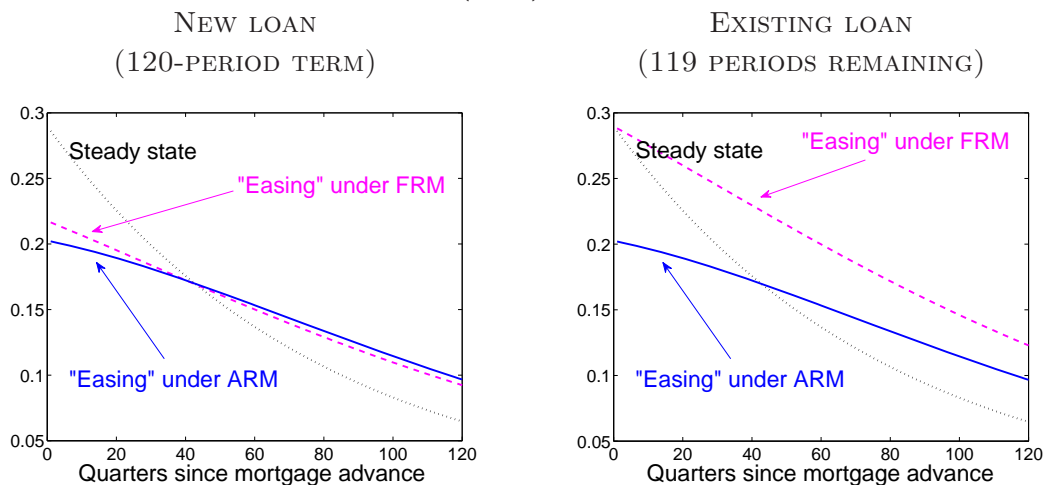 NEW LOAN
(120-PERIOD TERM)
0.3
0.25
0.2
0.15
0.1
0.05
Steady state
"Easing" under FRM
"Easing" under ARM
0 20 40 60 80 100 120
Quarters since mortgage advance
EXISTING LOAN
(119 PERIODS REMAINING)
0.3
0.25
0.2
0.15
0.1
0.05
"Easing" under FRM
Steady state
"Easing" under ARM
0 20 40 60 80 100 120
Quarters since mortgage advance